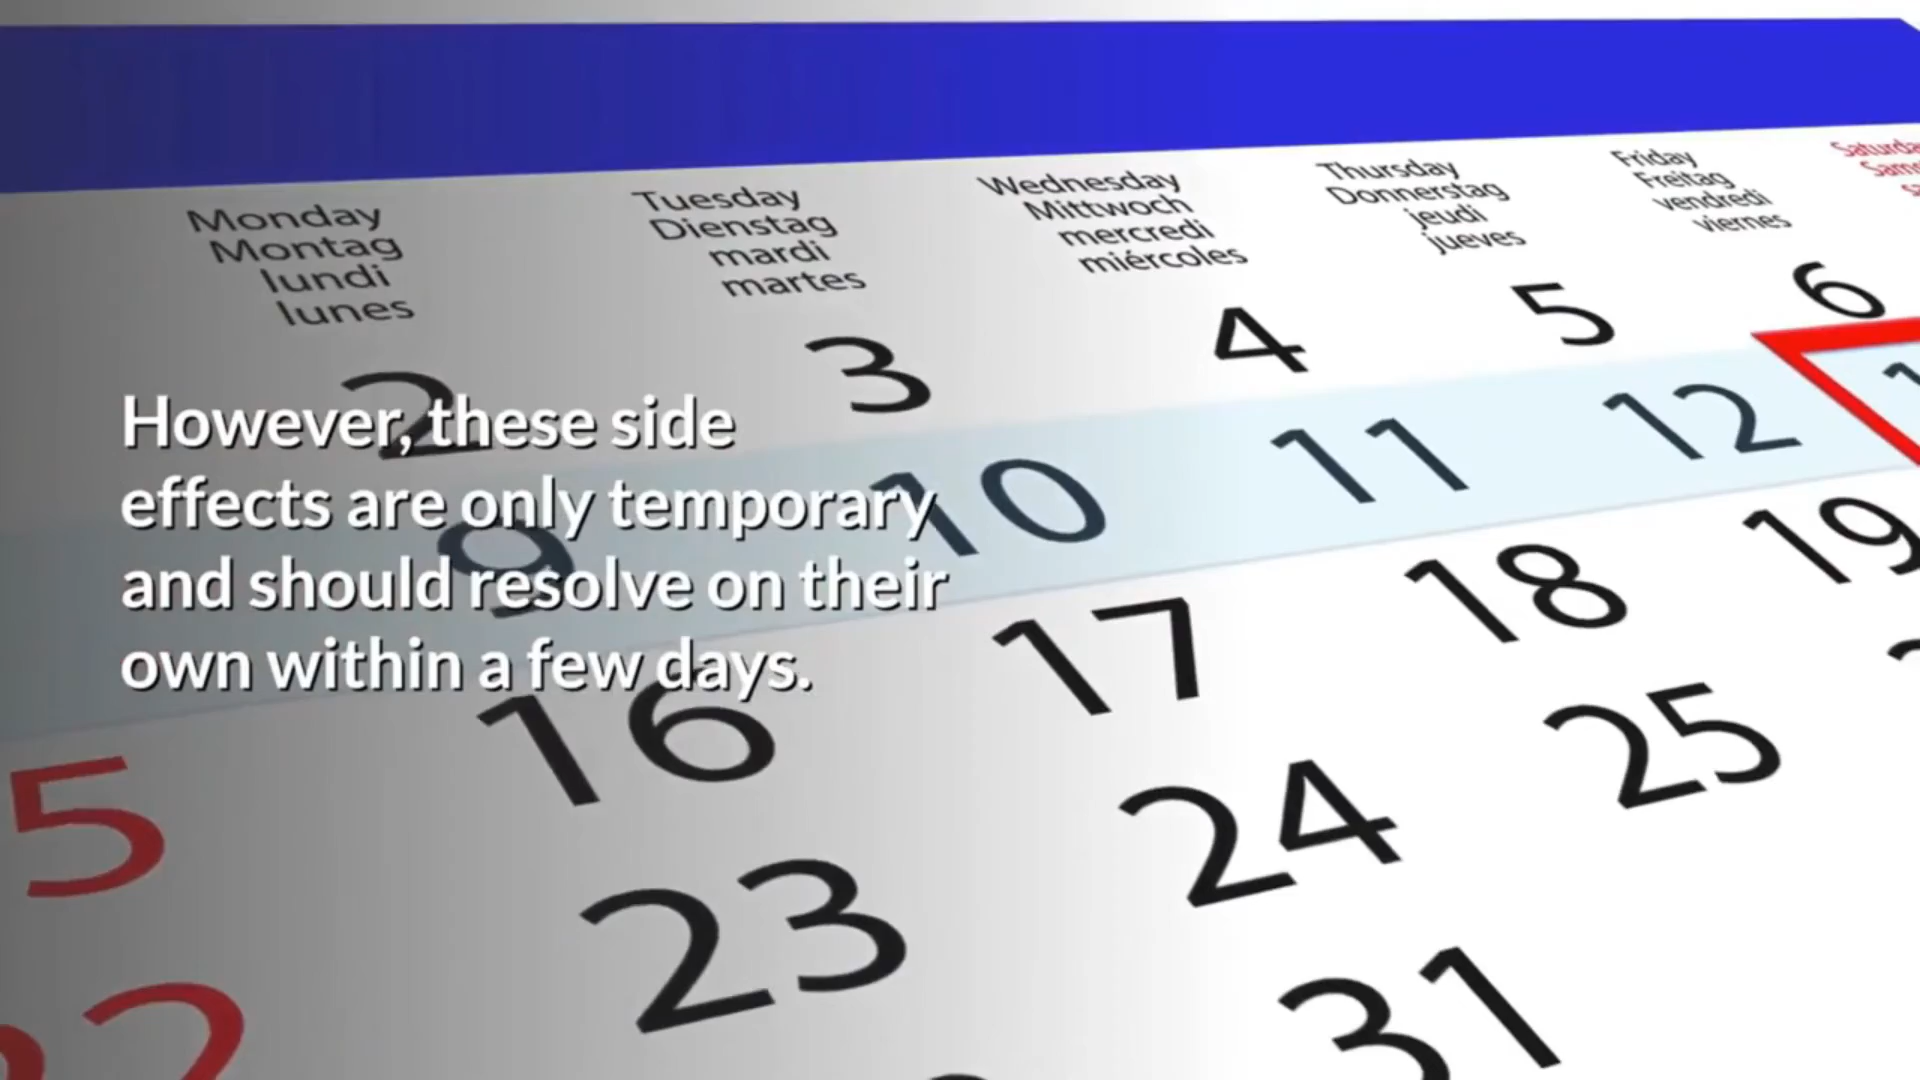 Monday Tuesday Wednesday Thursday Friday
Montag Dienstag Mittwoch Donnerstag Freitag
lundi mardi mercredi jeudi vendredi
lunes martes miércoles jueves viernes
2 3 4 5 6
However, these side
effects are only temporary
and should resolve on their
own within a few days.
9 10 11 12
16 17 18 19
23 24 25
31